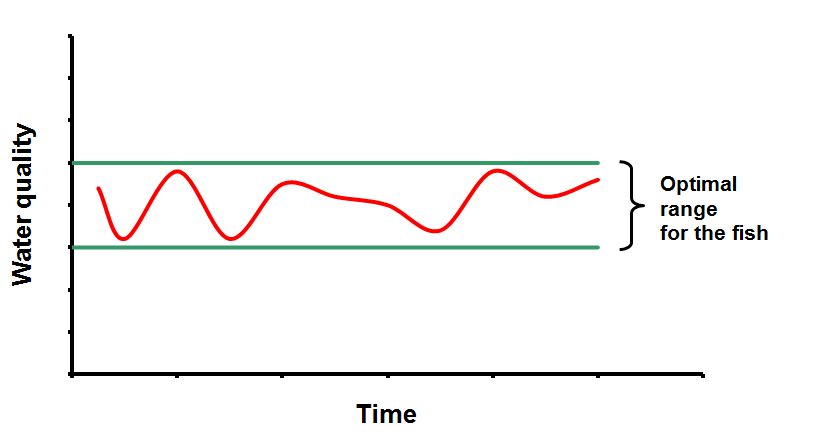 Water quality
Optimal
range
for the fish
Time